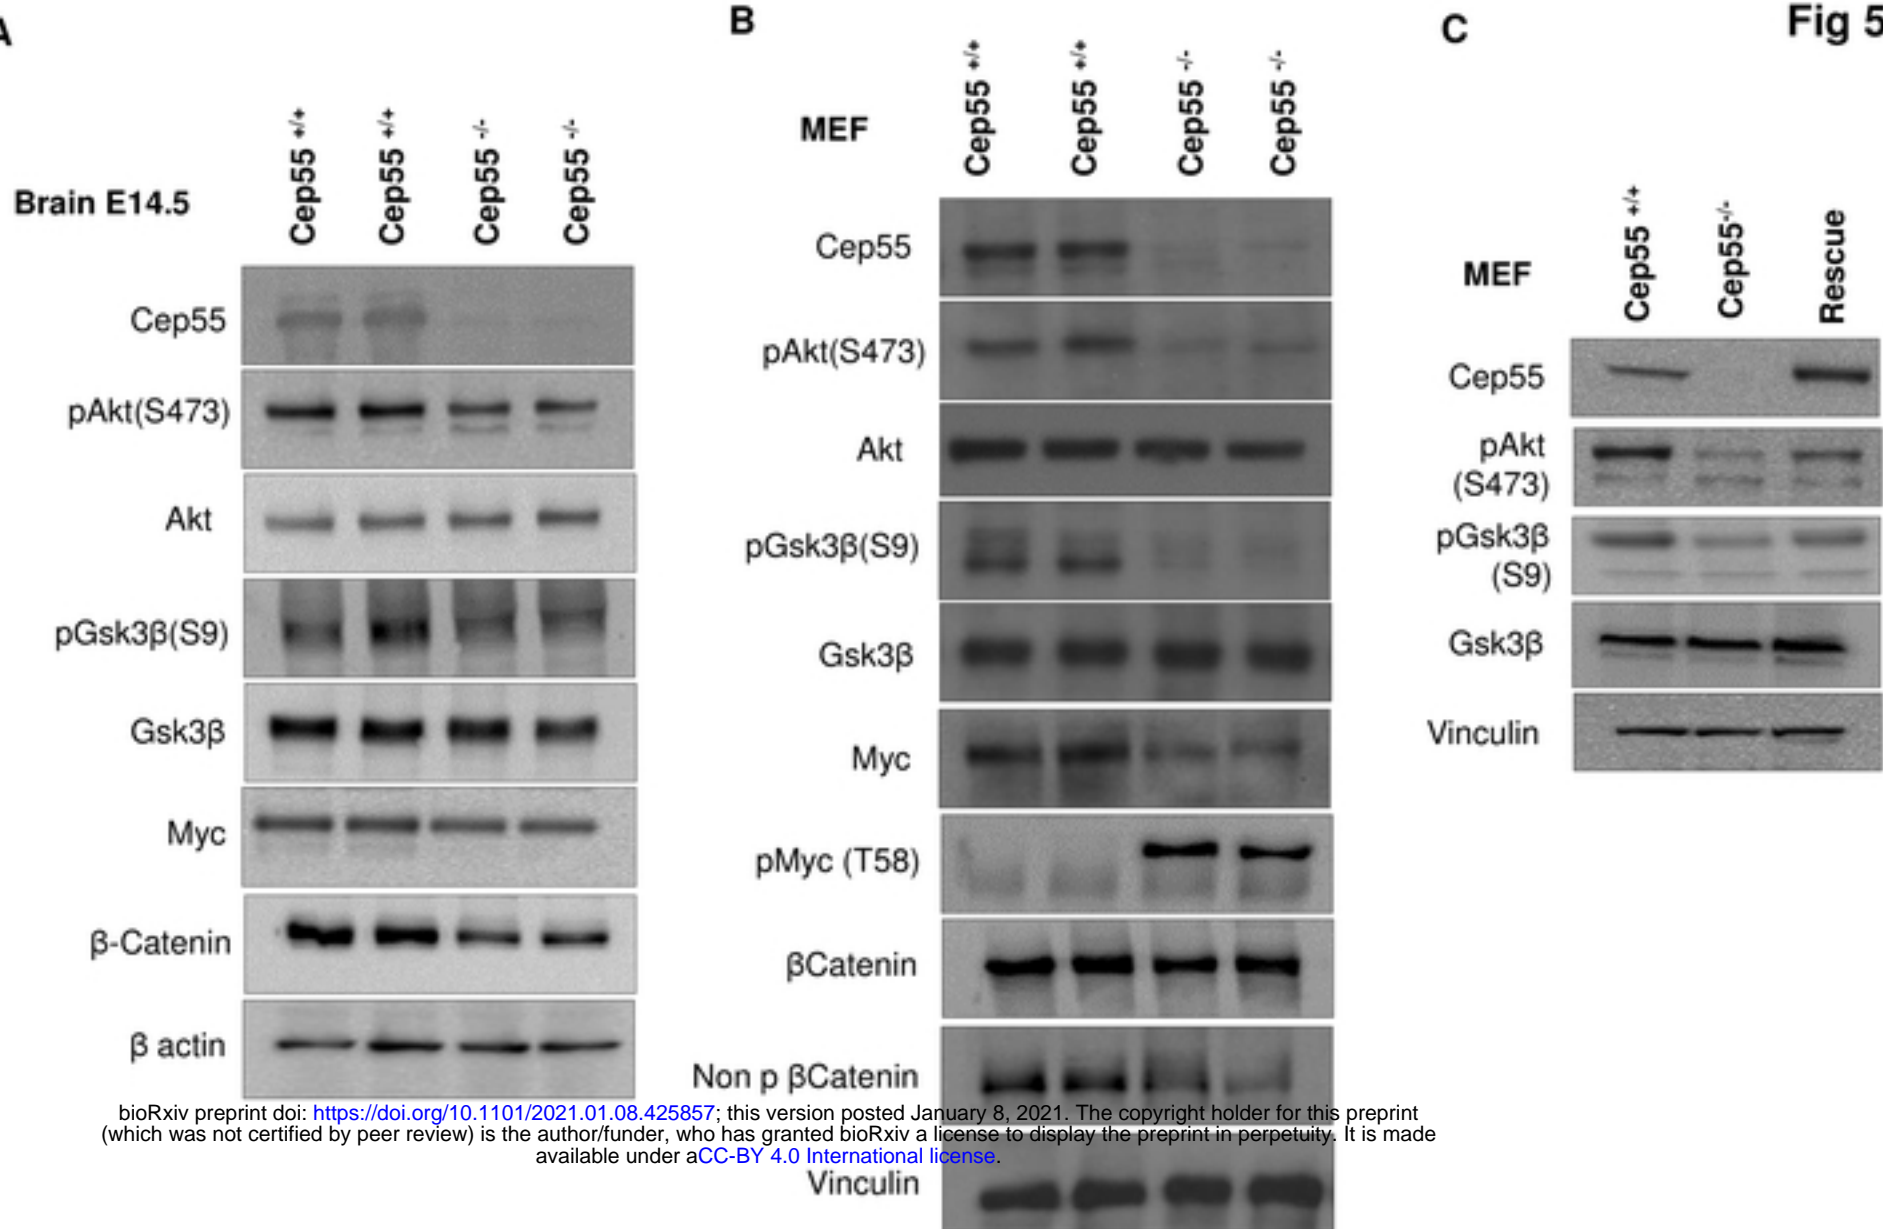 A
B
C
Fig 5
Brain E14.5
Cep55 +/+
Cep55 +/+
Cep55 -/-
Cep55 -/-
Cep55
pAkt(S473)
Akt
pGsk3β(S9)
Gsk3β
Myc
β-Catenin
β actin
MEF
Cep55 +/+
Cep55 +/+
Cep55 -/-
Cep55 -/-
Cep55
pAkt(S473)
Akt
pGsk3β(S9)
Gsk3β
Myc
pMyc (T58)
βCatenin
Non p βCatenin
Vinculin
MEF
Cep55 +/+
Cep55-/-
Rescue
Cep55
pAkt
(S473)
pGsk3β
(S9)
Gsk3β
Vinculin
bioRxiv preprint doi: https://doi.org/10.1101/2021.01.08.425857; this version posted January 8, 2021. The copyright holder for this preprint
(which was not certified by peer review) is the author/funder, who has granted bioRxiv a license to display the preprint in perpetuity. It is made
available under aCC-BY 4.0 International license.